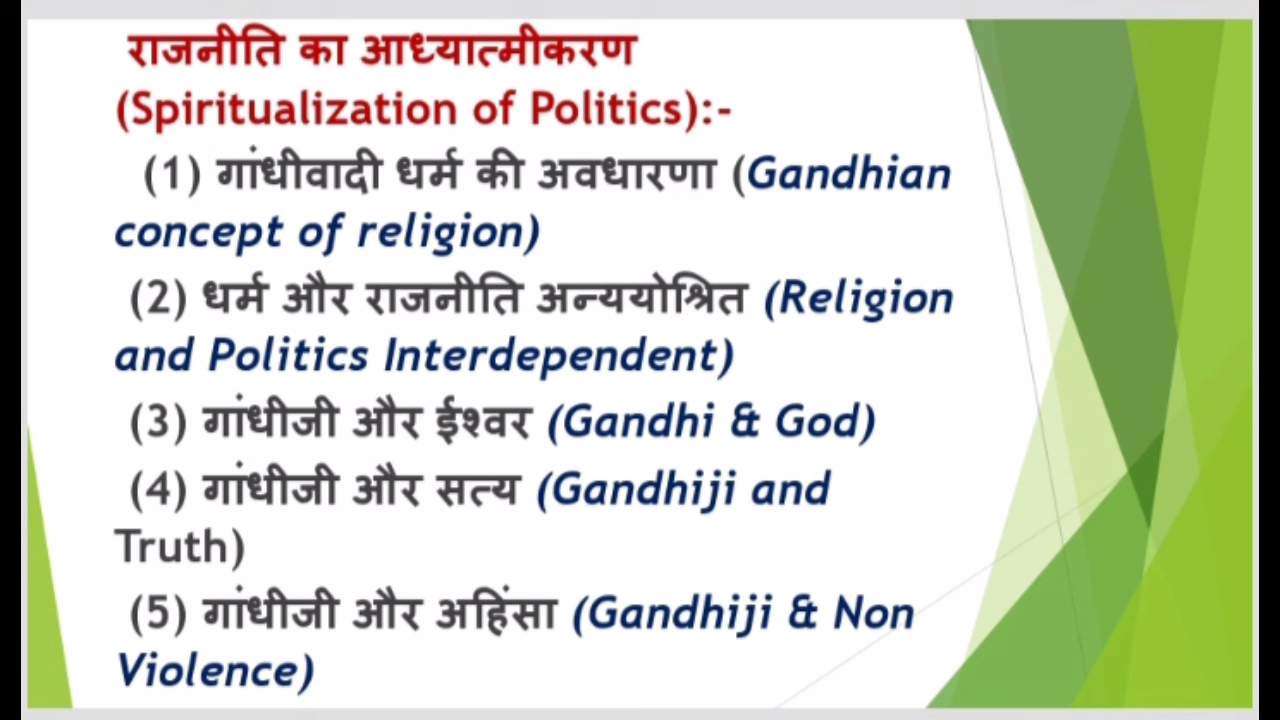 राजनीति का आध्यात्मीकरण
(Spiritualization of Politics):-
(1) गांधीवादी धर्म की अवधारणा (Gandhian
concept of religion)
(2) धर्म और राजनीति अन्ययोश्रित (Religion
and Politics Interdependent)
(3) गांधीजी और ईश्वर (Gandhi & God)
(4) गांधीजी और सत्य (Gandhiji and
Truth)
(5) गांधीजी और अहिंसा (Gandhiji & Non
Violence)